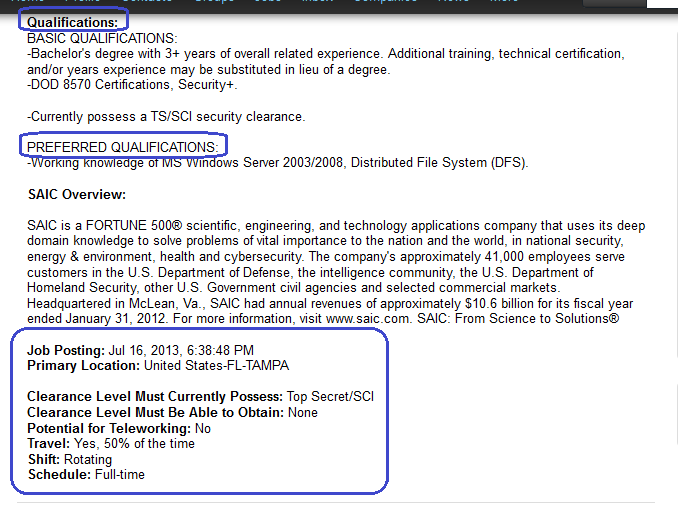 Qualifications:
BASIC QUALIFICATIONS:
-Bachelor's degree with 3+ years of overall related experience. Additional training, technical certification,
and/or years experience may be substituted in lieu of a degree.
-DOD 8570 Certifications, Security+.
-Currently possess a TS/SCI security clearance.
PREFERRED QUALIFICATIONS:
-Working knowledge of MS Windows Server 2003/2008, Distributed File System (DFS).
SAIC Overview:
SAIC is a FORTUNE 500® scientific, engineering, and technology applications company that uses its deep
domain knowledge to solve problems of vital importance to the nation and the world, in national security,
energy & environment, health and cybersecurity. The company's approximately 41,000 employees serve
customers in the U.S. Department of Defense, the intelligence community, the U.S. Department of
Homeland Security, other U.S. Government civil agencies and selected commercial markets.
Headquartered in McLean, Va., SAIC had annual revenues of approximately $10.6 billion for its fiscal year
ended January 31, 2012. For more information, visit www.saic.com. SAIC: From Science to Solutions®
Job Posting: Jul 16, 2013, 6:38:48 PM
Primary Location: United States-FL-TAMPA
Clearance Level Must Currently Possess: Top Secret/SCI
Clearance Level Must Be Able to Obtain: None
Potential for Teleworking: No
Travel: Yes, 50% of the time
Shift: Rotating
Schedule: Full-time